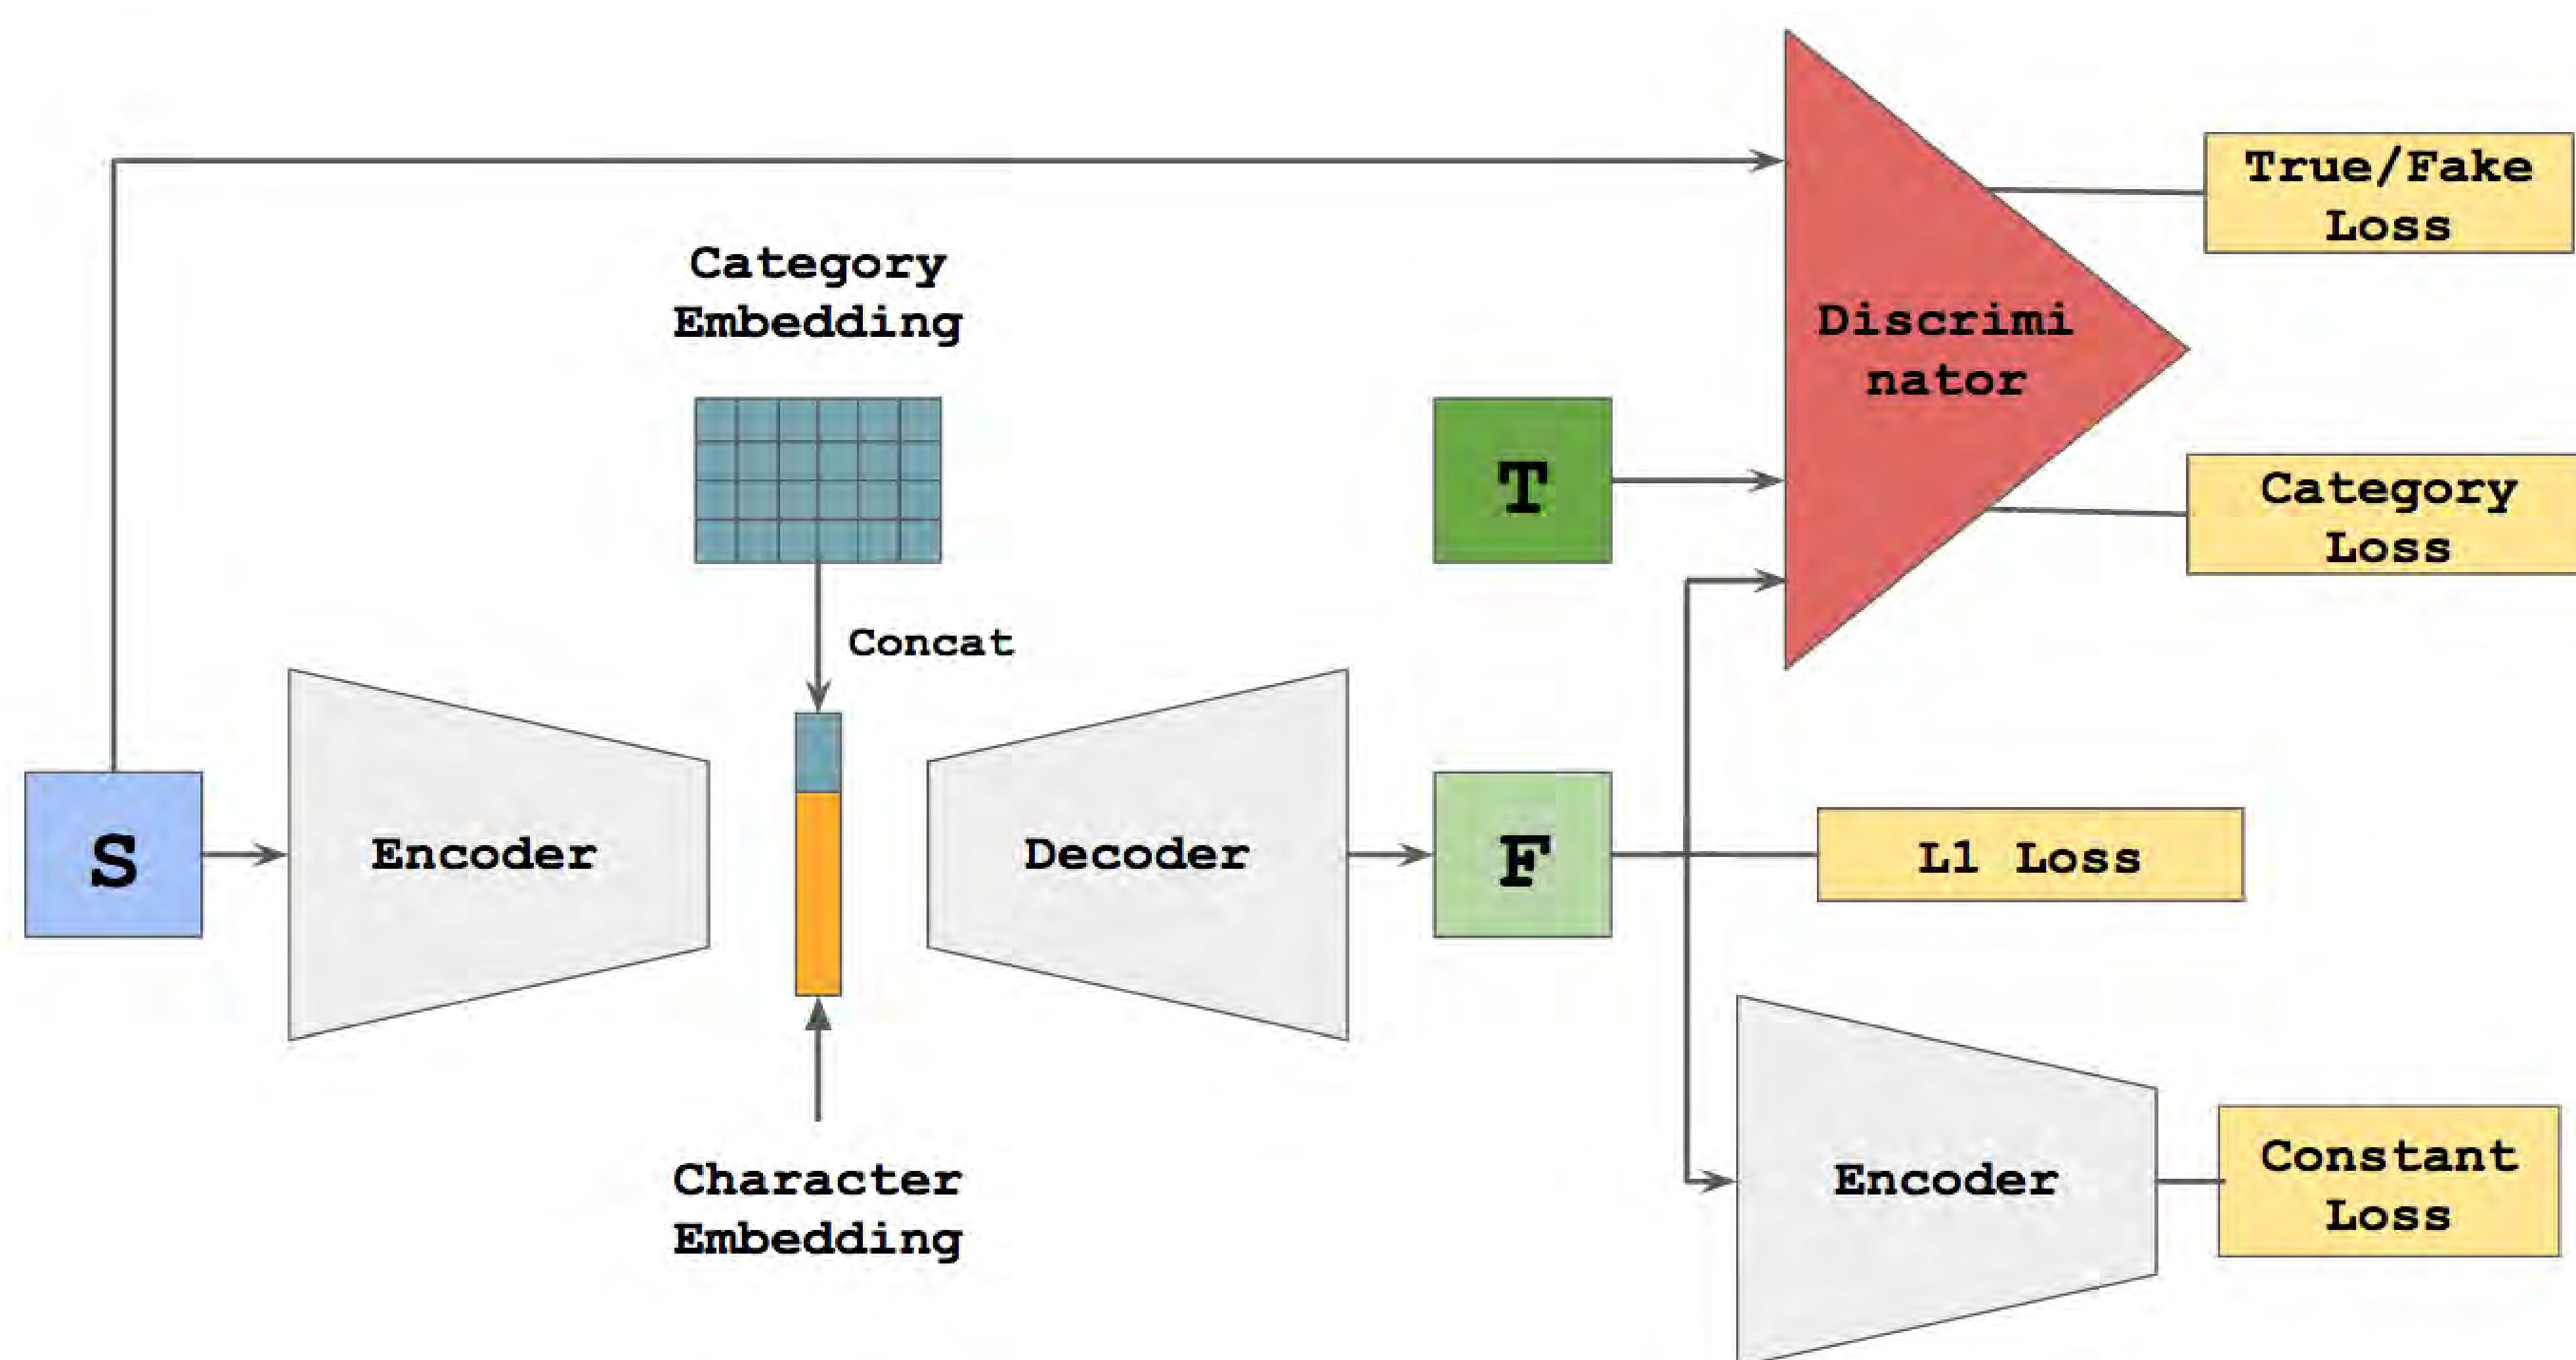 True/Fake
Loss
Category
Embedding
Discrimi
nator
T
Category
Loss
Concat
S
Encoder
Decoder
F
L1 Loss
Character
Embedding
Encoder
Constant
Loss